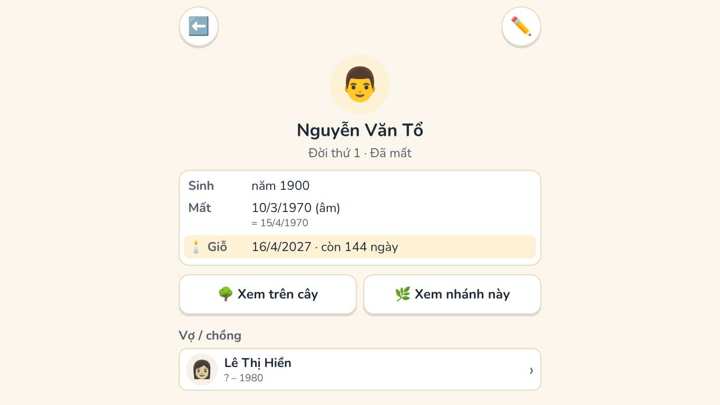 Nguyễn Văn Tổ
Đời thứ 1 · Đã mất
Sinh năm 1900
Mất 10/3/1970 (âm)
= 15/4/1970
Giỗ 16/4/2027 · còn 144 ngày
Xem trên cây
Xem nhánh này
Vợ / chồng
Lê Thị Hiền
? – 1980